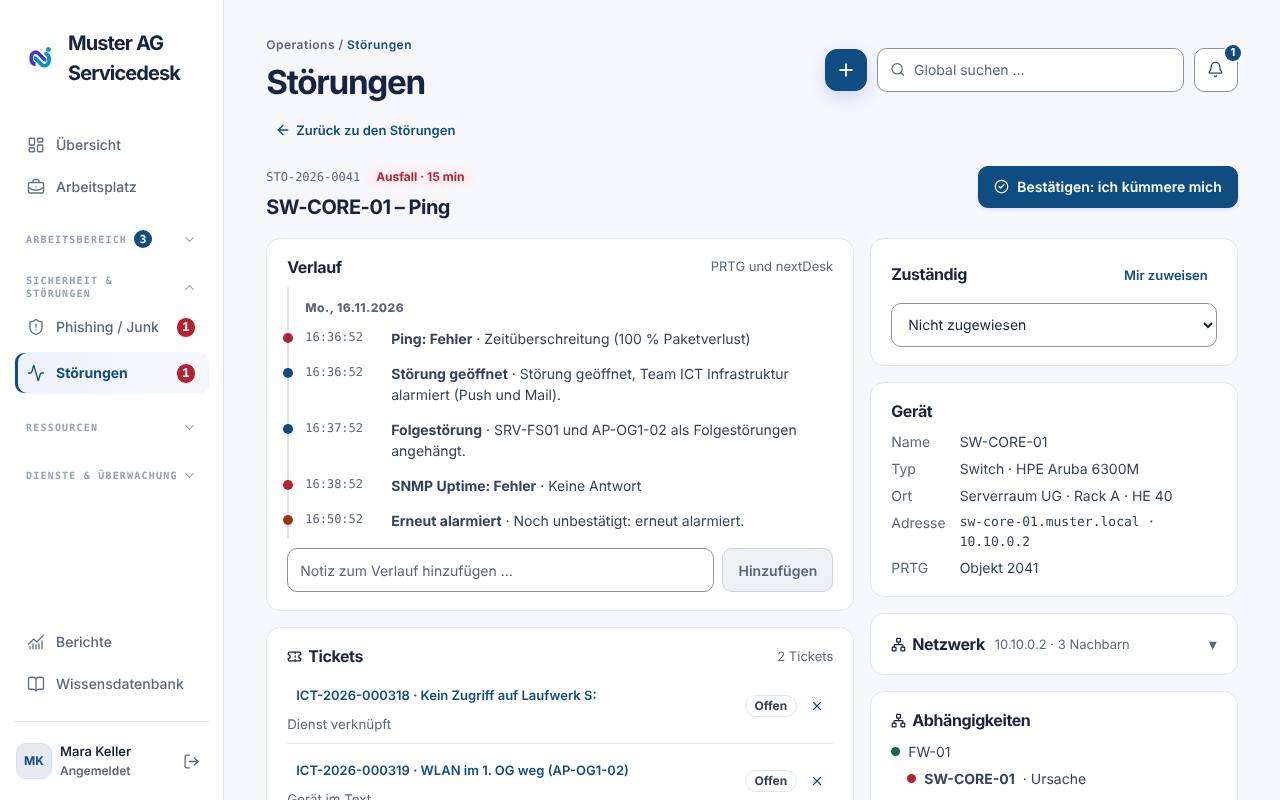 Muster AG
Servicedesk
Übersicht
Arbeitsplatz
ARBEITSBEREICH 3
SICHERHEIT &
STÖRUNGEN
Phishing / Junk 1
Störungen 1
RESSOURCEN
DIENSTE & ÜBERWACHUNG
Berichte
Wissensdatenbank
MK
Mara Keller
Angemeldet
Operations / Störungen
Störungen
Global suchen ...
1
Zurück zu den Störungen
STO-2026-0041 Ausfall · 15 min
SW-CORE-01 – Ping
Bestätigen: ich kümmere mich
Verlauf
PRTG und nextDesk
Mo., 16.11.2026
16:36:52 Ping: Fehler · Zeitüberschreitung (100 % Paketverlust)
16:36:52 Störung geöffnet · Störung geöffnet, Team ICT Infrastruktur
alarmiert (Push und Mail).
16:37:52 Folgestörung · SRV-FS01 und AP-OG1-02 als Folgestörungen
angehängt.
16:38:52 SNMP Uptime: Fehler · Keine Antwort
16:50:52 Erneut alarmiert · Noch unbestätigt: erneut alarmiert.
Notiz zum Verlauf hinzufügen ...
Hinzufügen
Tickets
2 Tickets
ICT-2026-000318 · Kein Zugriff auf Laufwerk S:
Dienst verknüpft
Offen
ICT-2026-000319 · WLAN im 1. OG weg (AP-OG1-02)
Gerät im Text
Offen
Zuständig
Mir zuweisen
Nicht zugewiesen
Gerät
Name SW-CORE-01
Typ Switch · HPE Aruba 6300M
Ort Serverraum UG · Rack A · HE 40
Adresse sw-core-01.muster.local ·
10.10.0.2
PRTG Objekt 2041
Netzwerk 10.10.0.2 · 3 Nachbarn
Abhängigkeiten
FW-01
SW-CORE-01 · Ursache